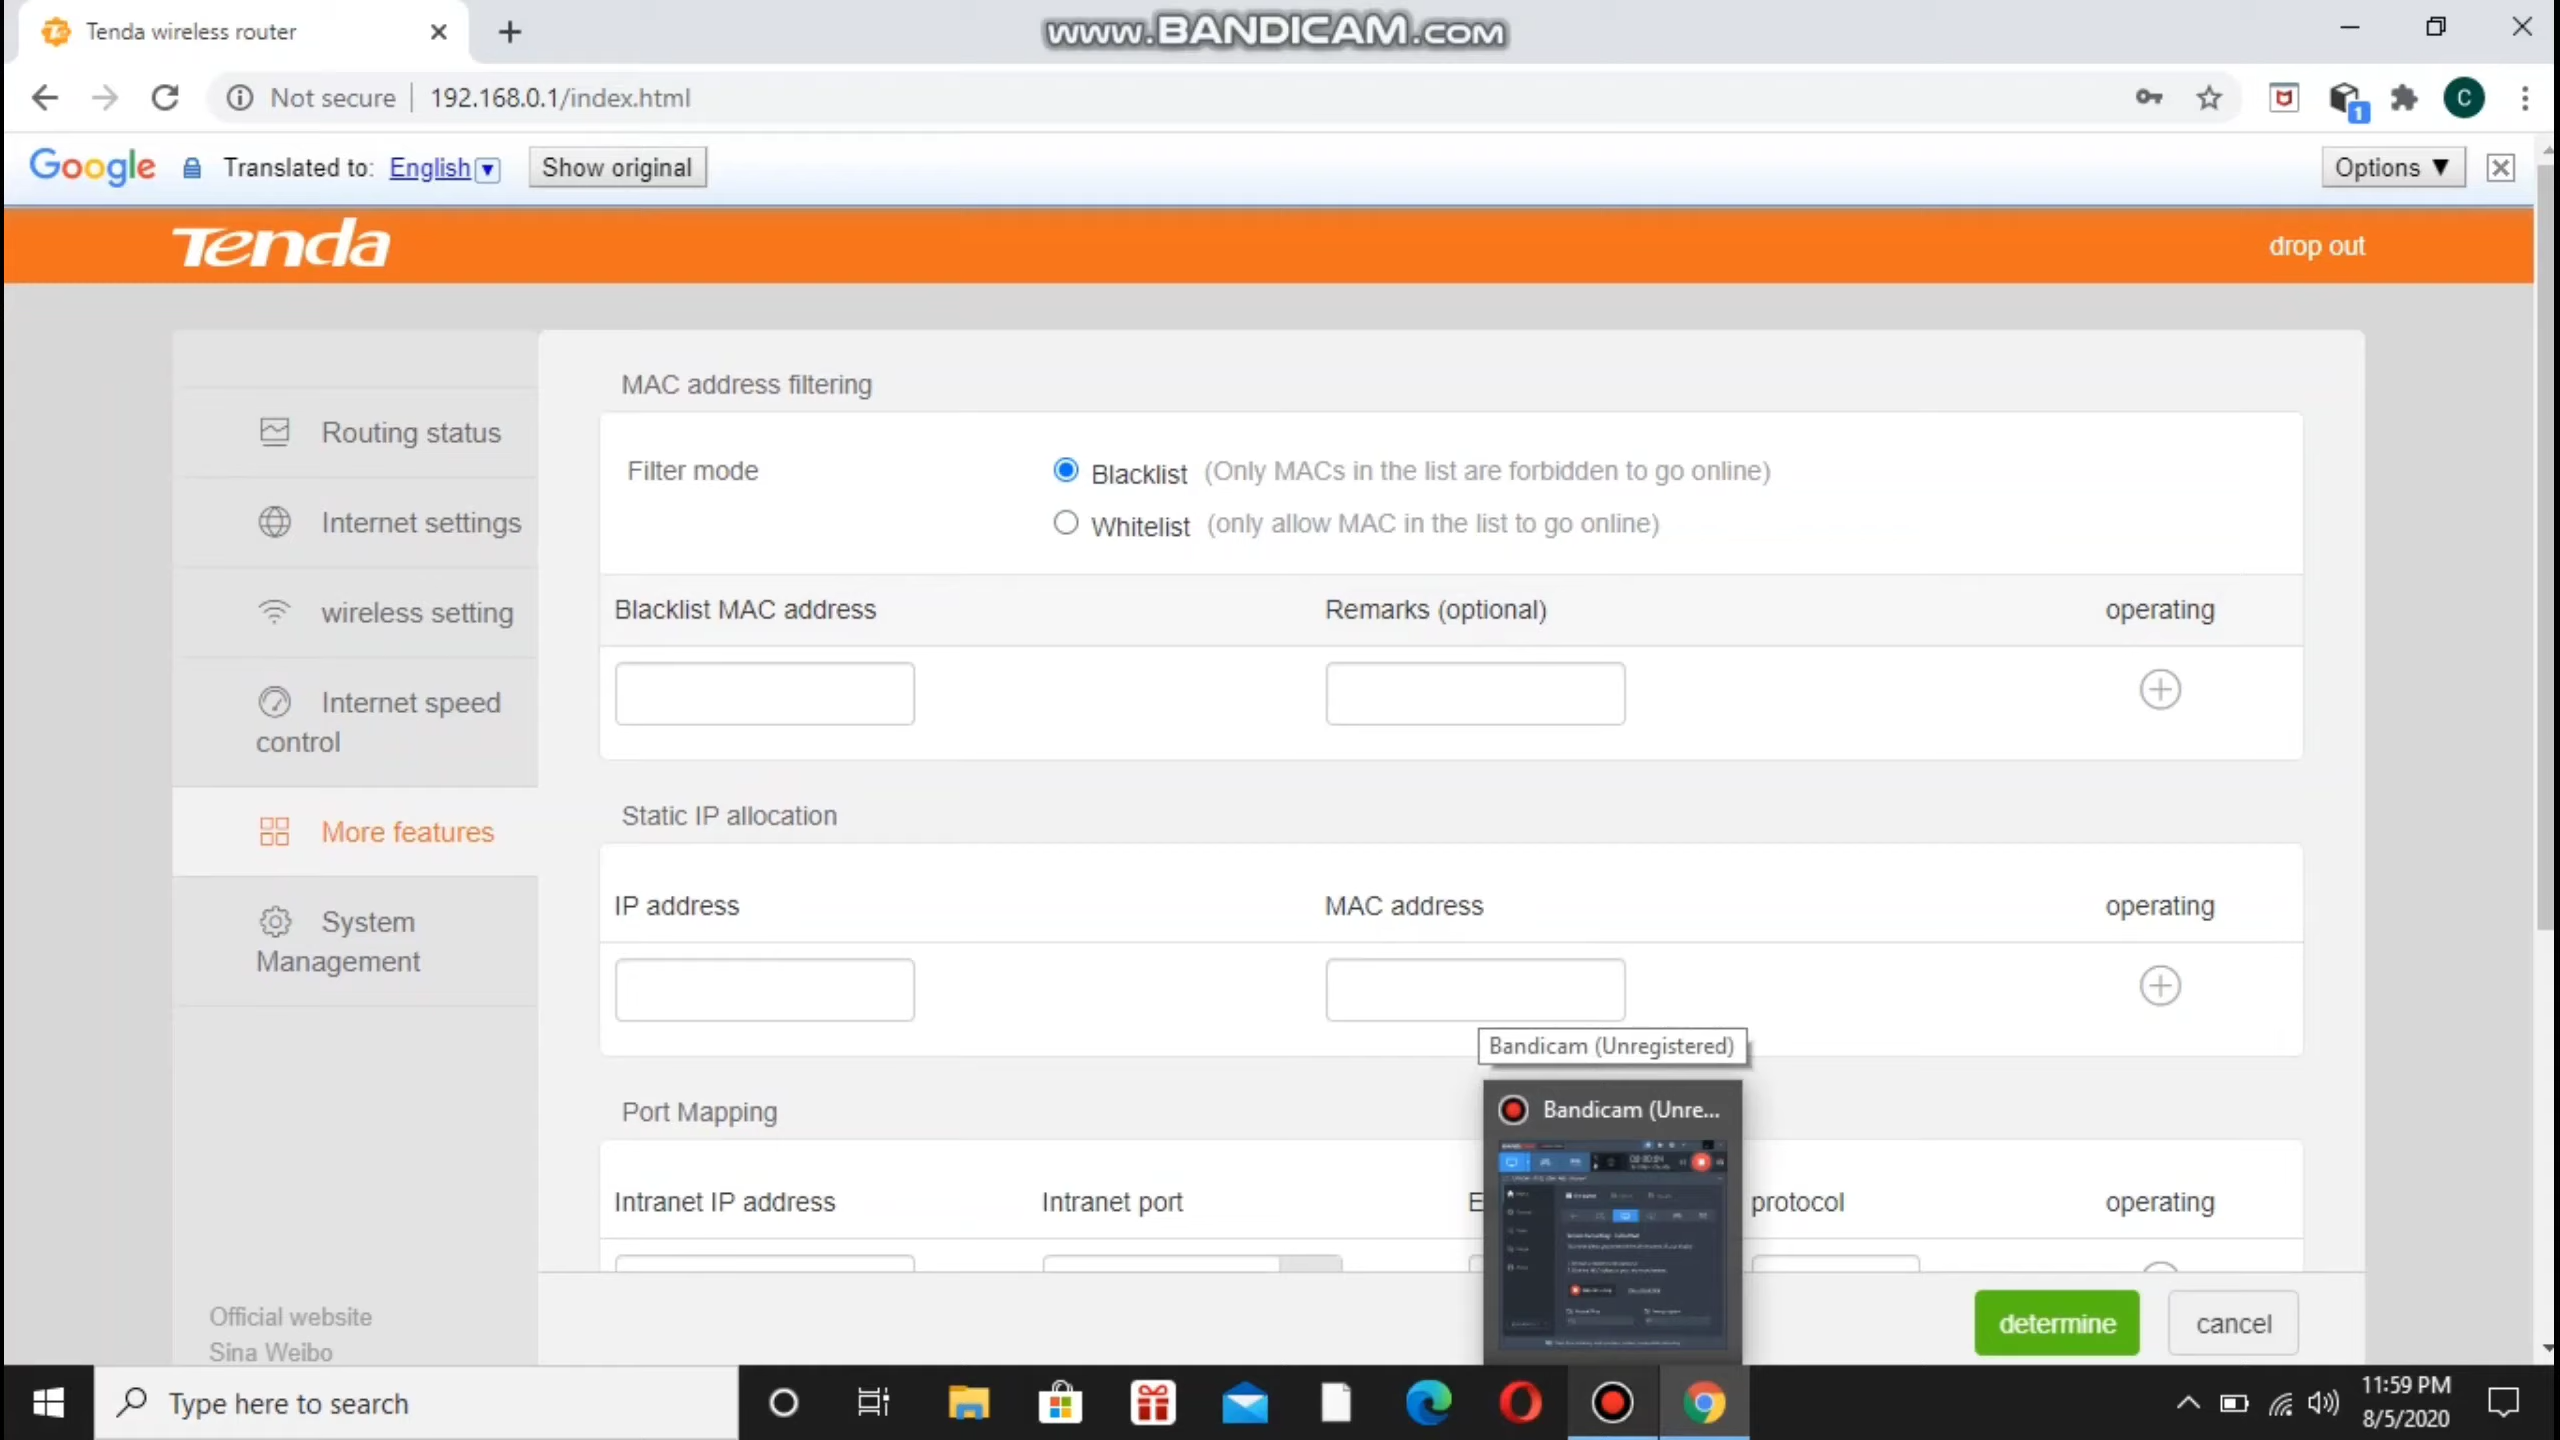 Tenda wireless router
www.BANDICAM.com
Not secure
192.168.0.1/index.html
C
1
Google
Translated to:
English
Show original
Options ▼
Tenda
drop out
Routing status
Internet settings
wireless setting
Internet speed
control
More features
System
Management
Official website
Sina Weibo
MAC address filtering
Filter mode
Blacklist (Only MACs in the list are forbidden to go online)
Whitelist (only allow MAC in the list to go online)
Blacklist MAC address
Remarks (optional)
operating
Static IP allocation
IP address
MAC address
operating
Bandicam (Unregistered)
Bandicam (Unre...
Port Mapping
Intranet IP address
Intranet port
E
protocol
operating
determine
cancel
Type here to search
11:59 PM
8/5/2020